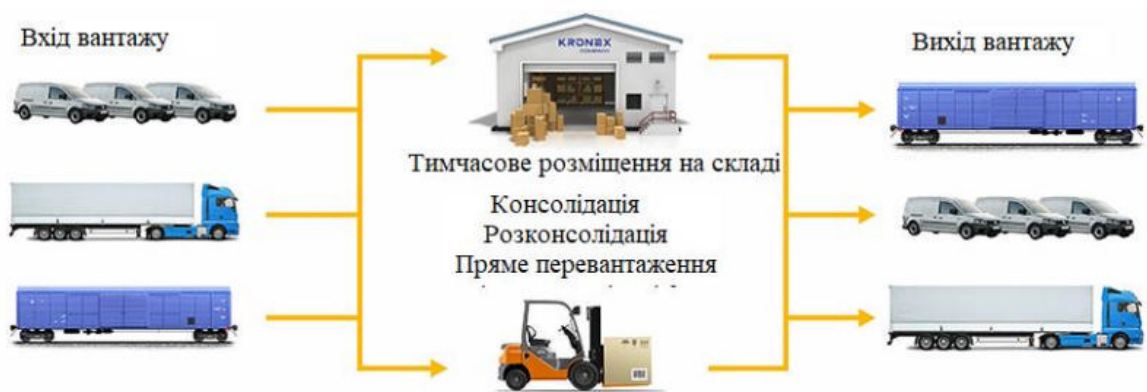 Вхід вантажу
KRONEX
Вихід вантажу
Тимчасове розміщення на складі
Консолідація
Розконсолідація
Пряме перевантаження